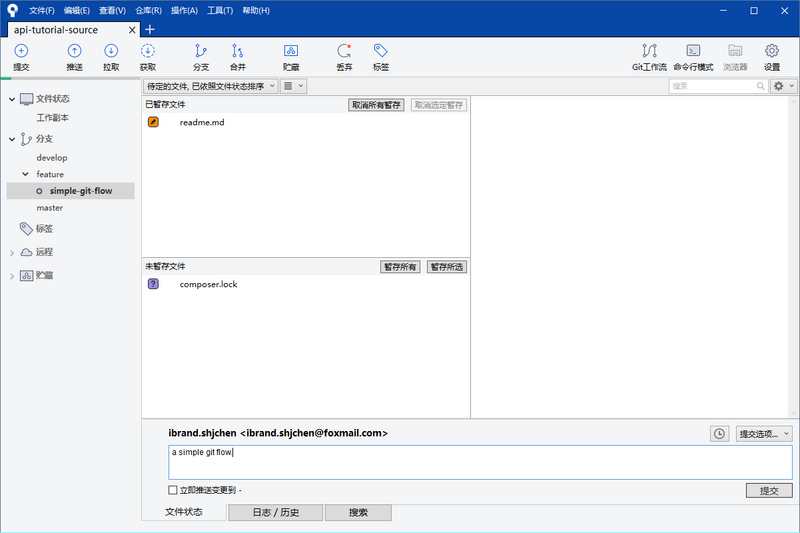 文件(F) 编辑(E) 查看(V) 仓库(R) 操作(A) 工具(T) 帮助(H)
api-tutorial-source
提交 推送 拉取 获取 分支 合并 贮藏 丢弃 标签 Git工作流 命令行模式 浏览器 设置
待定的文件, 已依照文件状态排序
搜索
文件状态
工作副本
分支
develop
feature
simple-git-flow
master
标签
远程
贮藏
已暂存文件 取消所有暂存 取消选定暂存
readme.md
未暂存文件 暂存所有 暂存所选
composer.lock
ibrand.shjchen <ibrand.shjchen@foxmail.com>
提交选项...
a simple git flow.
立即推送变更到 -
提交
文件状态 日志 / 历史 搜索